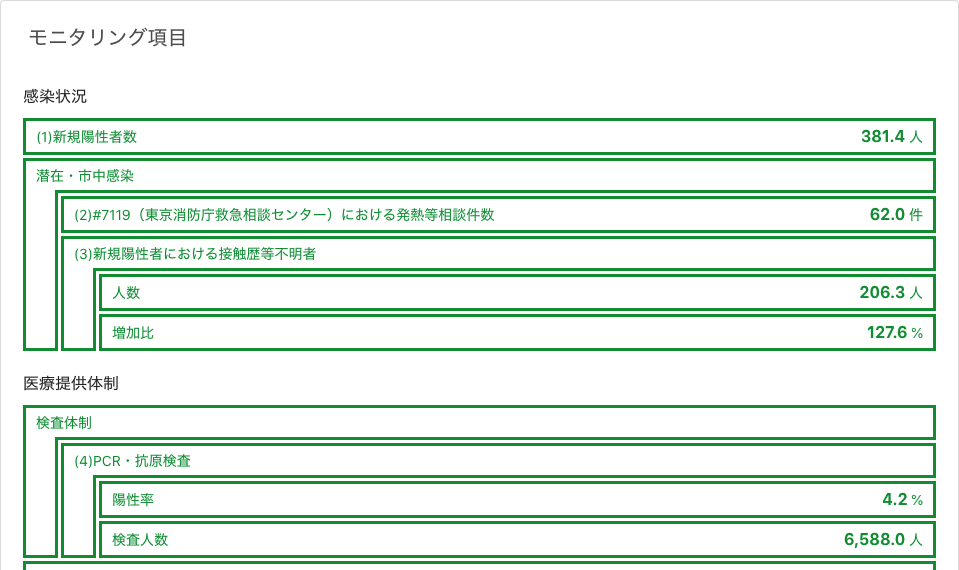 モニタリング項目
感染状況
(1)新規陽性者数 381.4 人
潜在・市中感染
(2)#7119（東京消防庁救急相談センター）における発熱等相談件数 62.0 件
(3)新規陽性者における接触歴等不明者
人数 206.3 人
増加比 127.6 %
医療提供体制
検査体制
(4)PCR・抗原検査
陽性率 4.2 %
検査人数 6,588.0 人